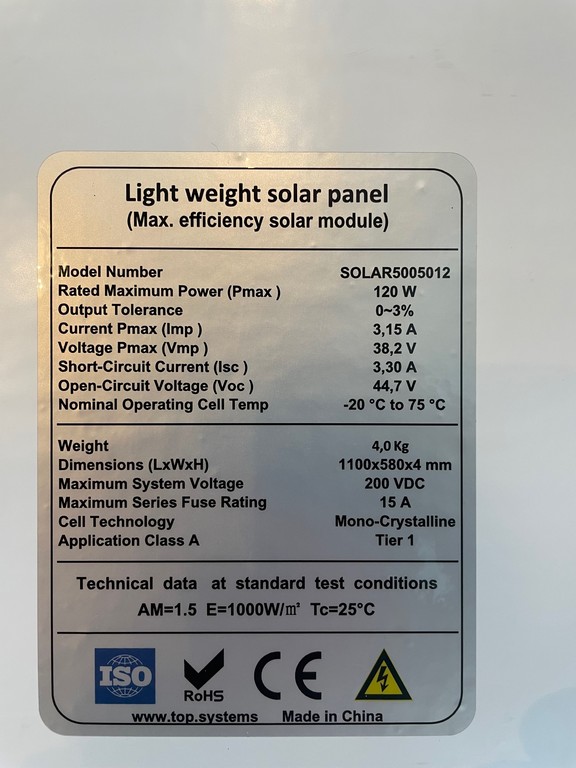 Light weight solar panel
(Max. efficiency solar module)
Model Number SOLAR5005012
Rated Maximum Power (Pmax ) 120 W
Output Tolerance 0~3%
Current Pmax (Imp ) 3,15 A
Voltage Pmax (Vmp ) 38,2 V
Short-Circuit Current (Isc ) 3,30 A
Open-Circuit Voltage (Voc ) 44,7 V
Nominal Operating Cell Temp -20 °C to 75 °C
Weight 4,0 Kg
Dimensions (LxWxH) 1100x580x4 mm
Maximum System Voltage 200 VDC
Maximum Series Fuse Rating 15 A
Cell Technology Mono-Crystalline
Application Class A Tier 1
Technical data at standard test conditions
AM=1.5 E=1000W/㎡ Tc=25°C
ISO RoHS CE
www.top.systems Made in China